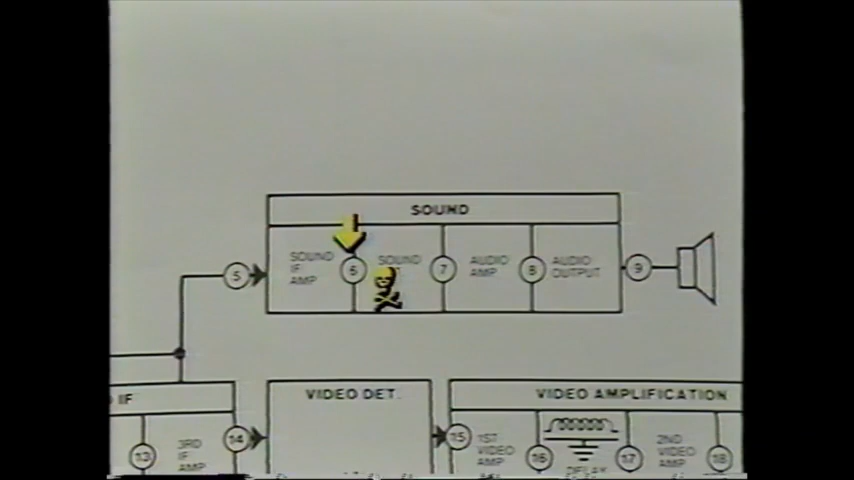 SOUND
SOUND
IF
AMP
SOUND
AUDIO
AMP
AUDIO
OUTPUT
5
6
7
8
9
IF
VIDEO DET.
VIDEO AMPLIFICATION
13
3RD
IF
AMP
14
15
1ST
VIDEO
AMP
16
DELAY
17
2ND
VIDEO
AMP
18